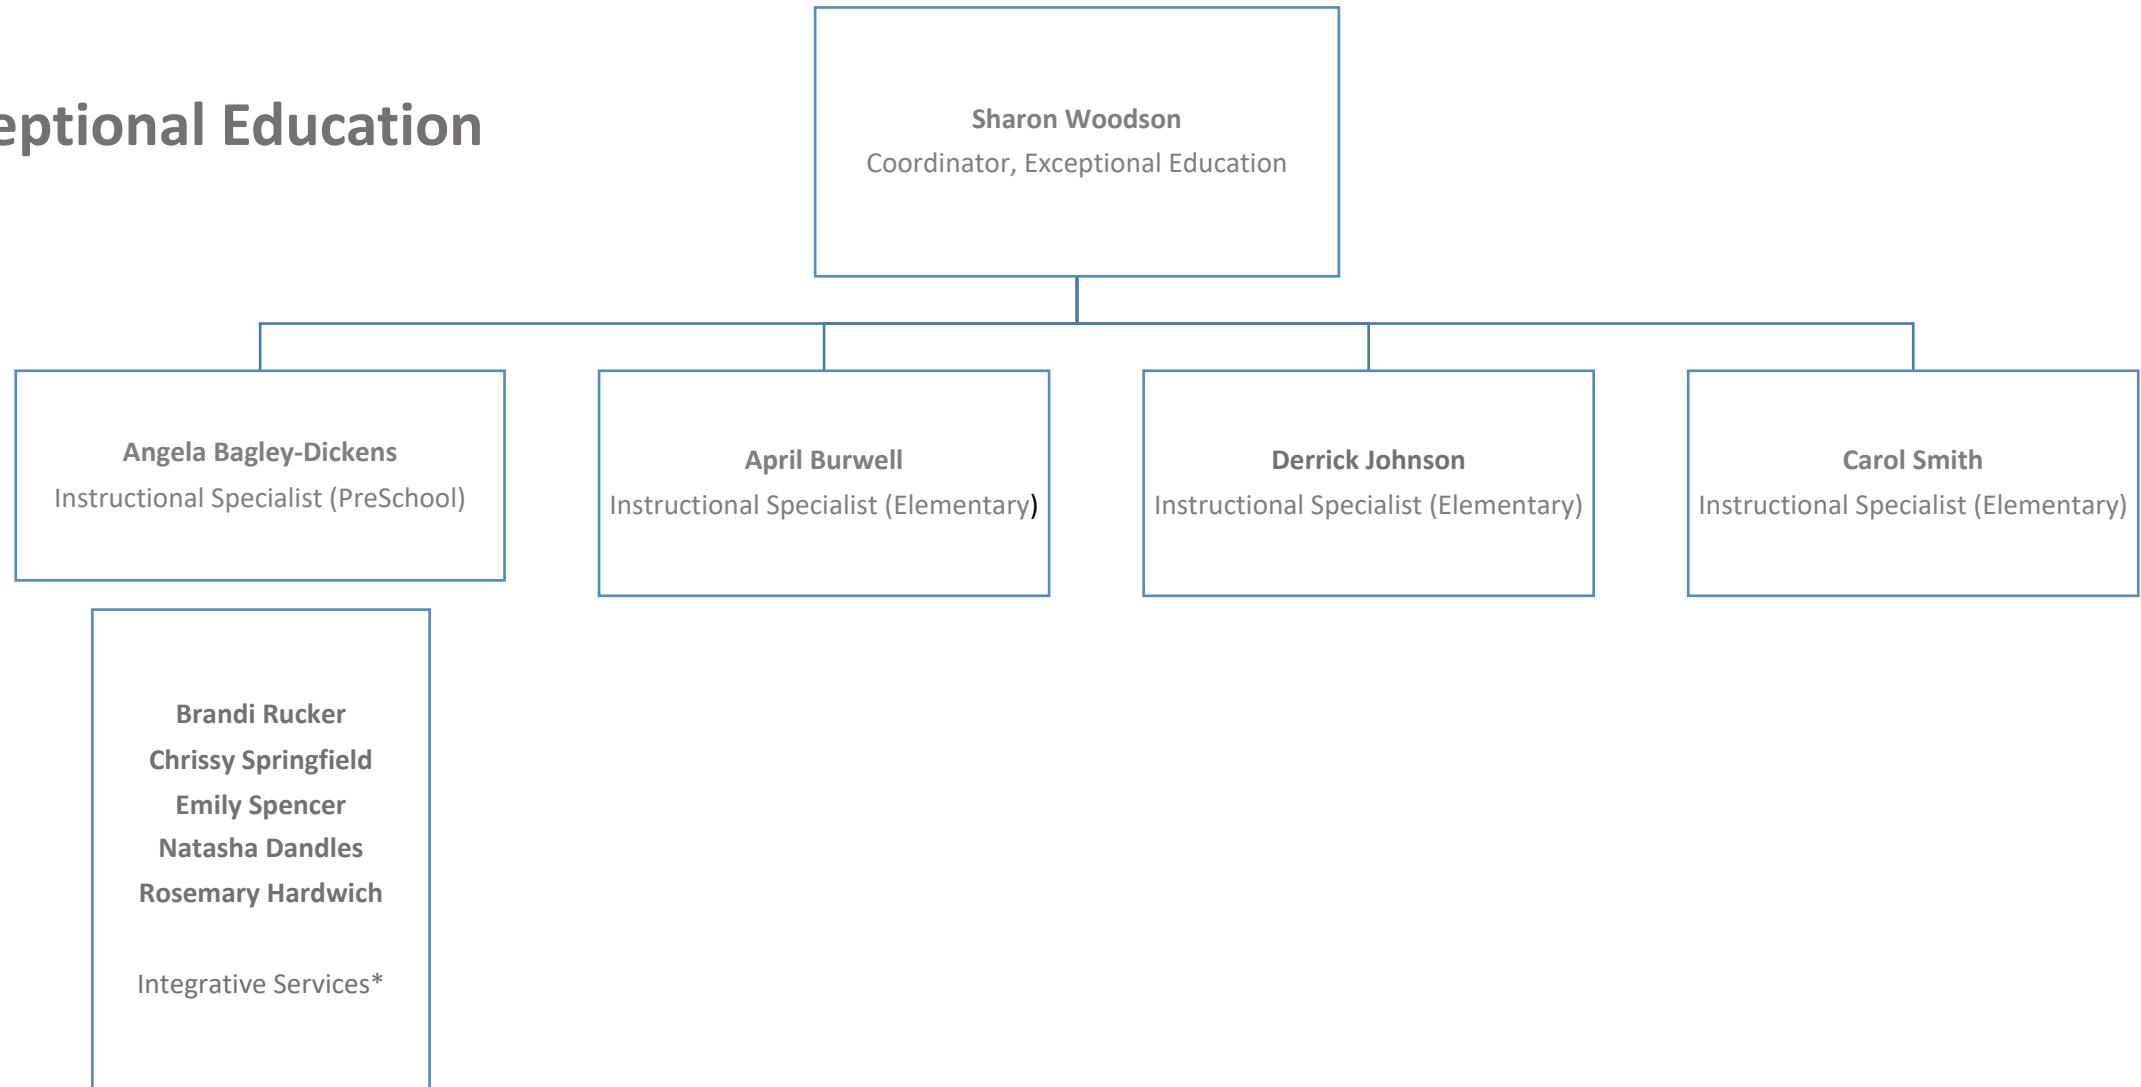 eptional Education
Sharon Woodson
Coordinator, Exceptional Education
Angela Bagley-Dickens
Instructional Specialist (PreSchool)
April Burwell
Instructional Specialist (Elementary)
Derrick Johnson
Instructional Specialist (Elementary)
Carol Smith
Instructional Specialist (Elementary)
Brandi Rucker
Chrissy Springfield
Emily Spencer
Natasha Dandles
Rosemary Hardwich
Integrative Services*